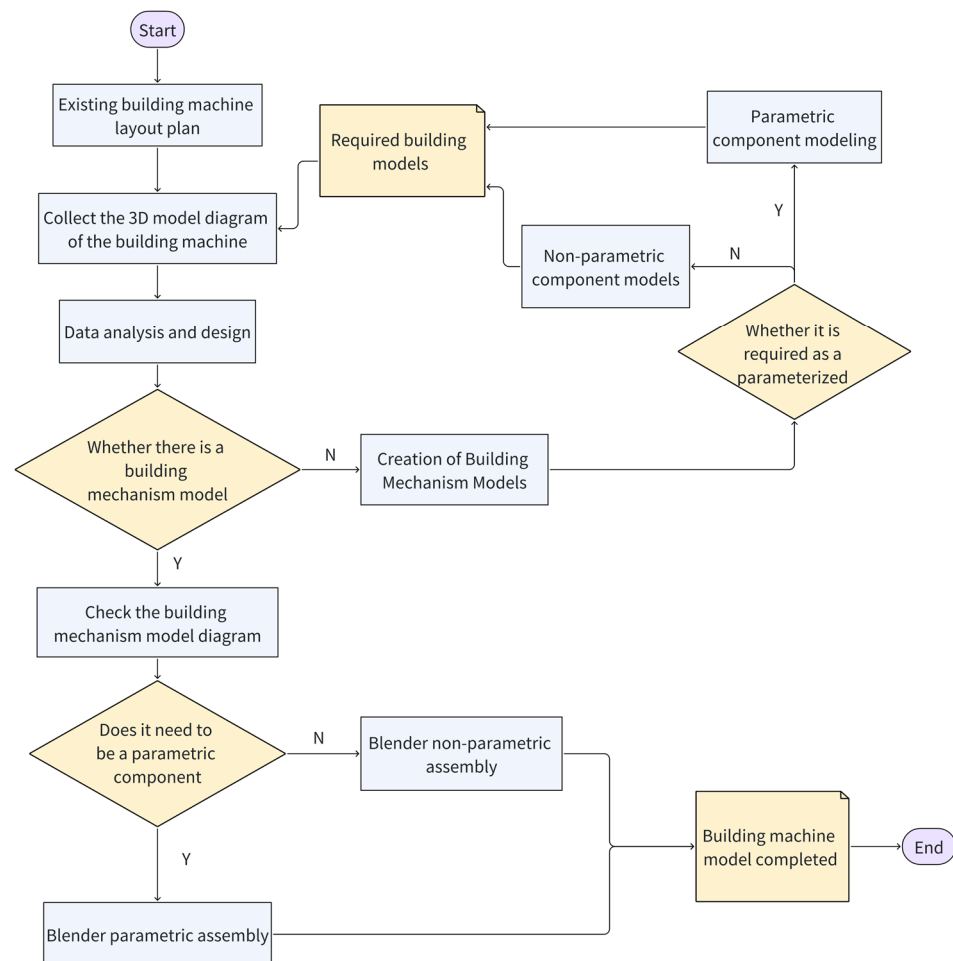 Start
Existing building machine
layout plan
Collect the 3D model diagram
of the building machine
Required building
models
Parametric
component modeling
Y
N
Non-parametric
component models
Whether it is
required as a
parameterized
Data analysis and design
Whether there is a
building
mechanism model
N
Creation of Building
Mechanism Models
Y
Check the building
mechanism model diagram
Does it need to
be a parametric
component
N
Blender non-parametric
assembly
Y
Blender parametric assembly
Building machine
model completed
End